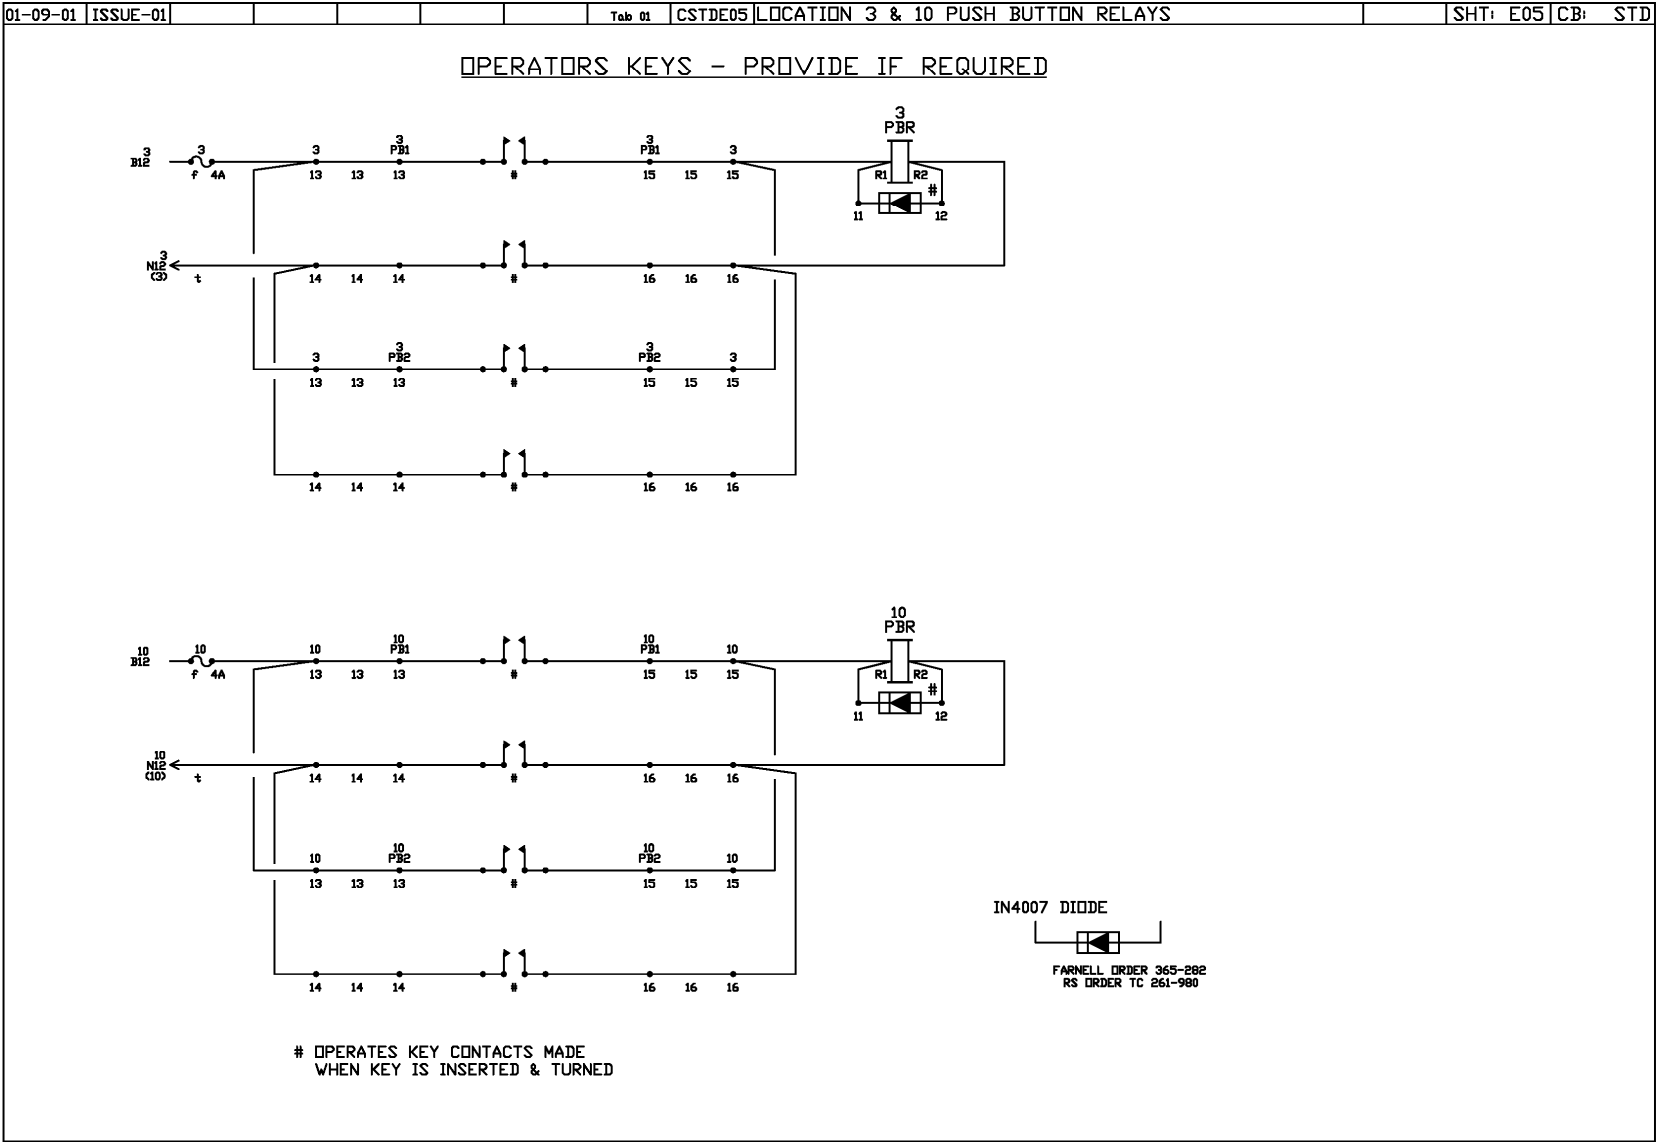 01-09-01 ISSUE-01 Tab 01 CSTDE05 LOCATION 3 & 10 PUSH BUTTON RELAYS SHT: E05 CB: STD
OPERATORS KEYS - PROVIDE IF REQUIRED
3
PBR
3 3 3 3 3 3
B12 PB1 PB1
f 4A 13 13 13 # 15 15 15 R1 R2
#
11 12
3
N12
(3) t 14 14 14 # 16 16 16
3 3 3 3
PB2 PB2
13 13 13 # 15 15 15
14 14 14 # 16 16 16
10
PBR
10 10 10 10 10 10
B12 PB1 PB1
f 4A 13 13 13 # 15 15 15 R1 R2
#
11 12
10
N12
(10) t 14 14 14 # 16 16 16
10 10 10 10
PB2 PB2
13 13 13 # 15 15 15
14 14 14 # 16 16 16
IN4007 DIODE
FARNELL ORDER 365-282
RS ORDER TC 261-980
# OPERATES KEY CONTACTS MADE
WHEN KEY IS INSERTED & TURNED